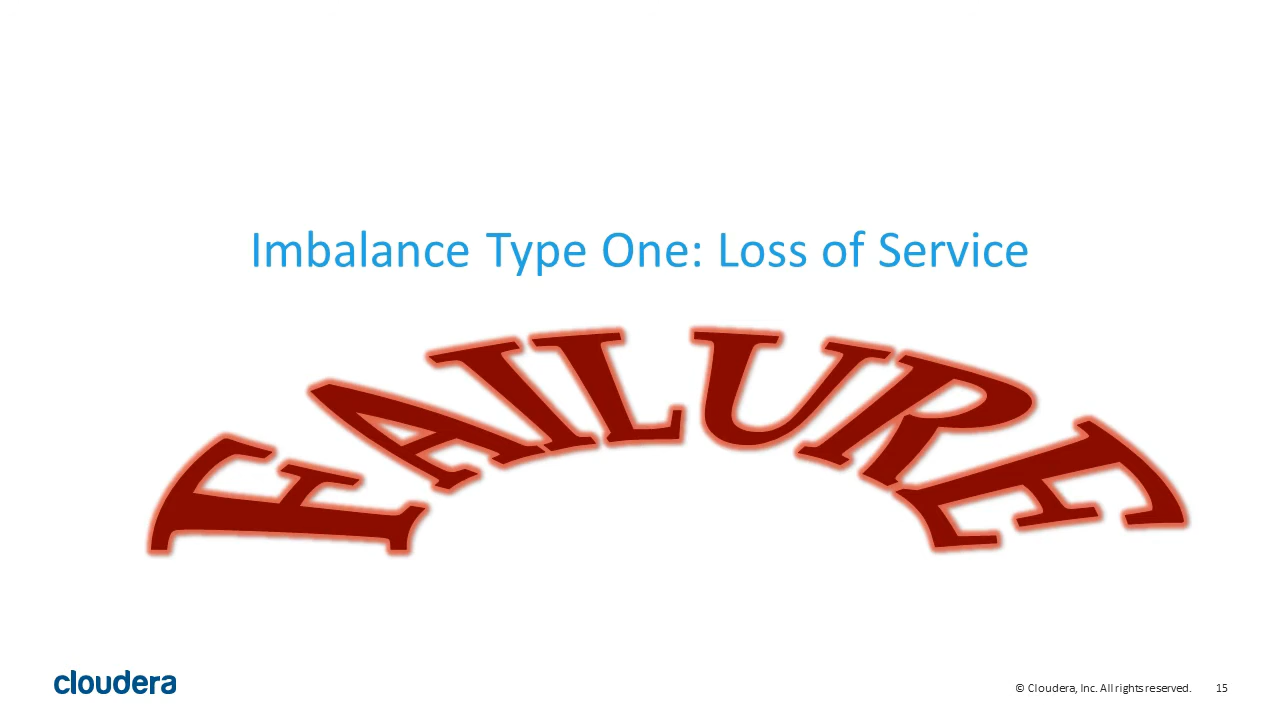 Imbalance Type One: Loss of Service
FAILURE
cloudera
© Cloudera, Inc. All rights reserved. 15